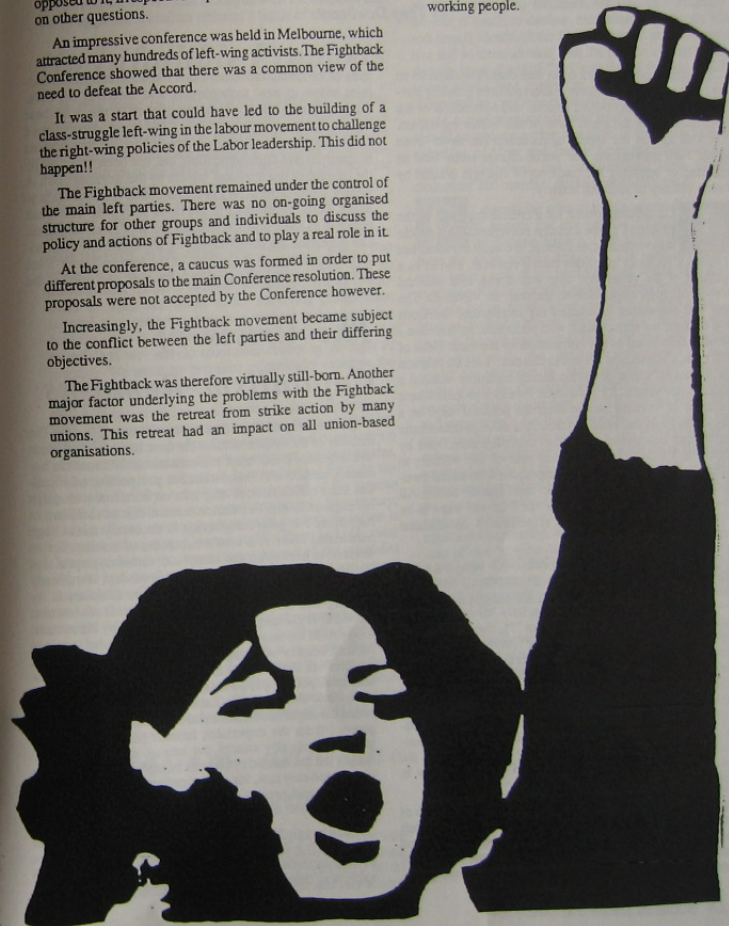 opposed to it,
on other questions.
An impressive conference was held in Melbourne, which
attracted many hundreds of left-wing activists.The Fightback
Conference showed that there was a common view of the
need to defeat the Accord.
It was a start that could have led to the building of a
class-struggle left-wing in the labour movement to challenge
the right-wing policies of the Labor leadership. This did not
happen!!
The Fightback movement remained under the control of
the main left parties. There was no on-going organised
structure for other groups and individuals to discuss the
policy and actions of Fightback and to play a real role in it.
At the conference, a caucus was formed in order to put
different proposals to the main Conference resolution. These
proposals were not accepted by the Conference however.
Increasingly, the Fightback movement became subject
to the conflict between the left parties and their differing
objectives.
The Fightback was therefore virtually still-born. Another
major factor underlying the problems with the Fightback
movement was the retreat from strike action by many
unions. This retreat had an impact on all union-based
organisations.
working people.